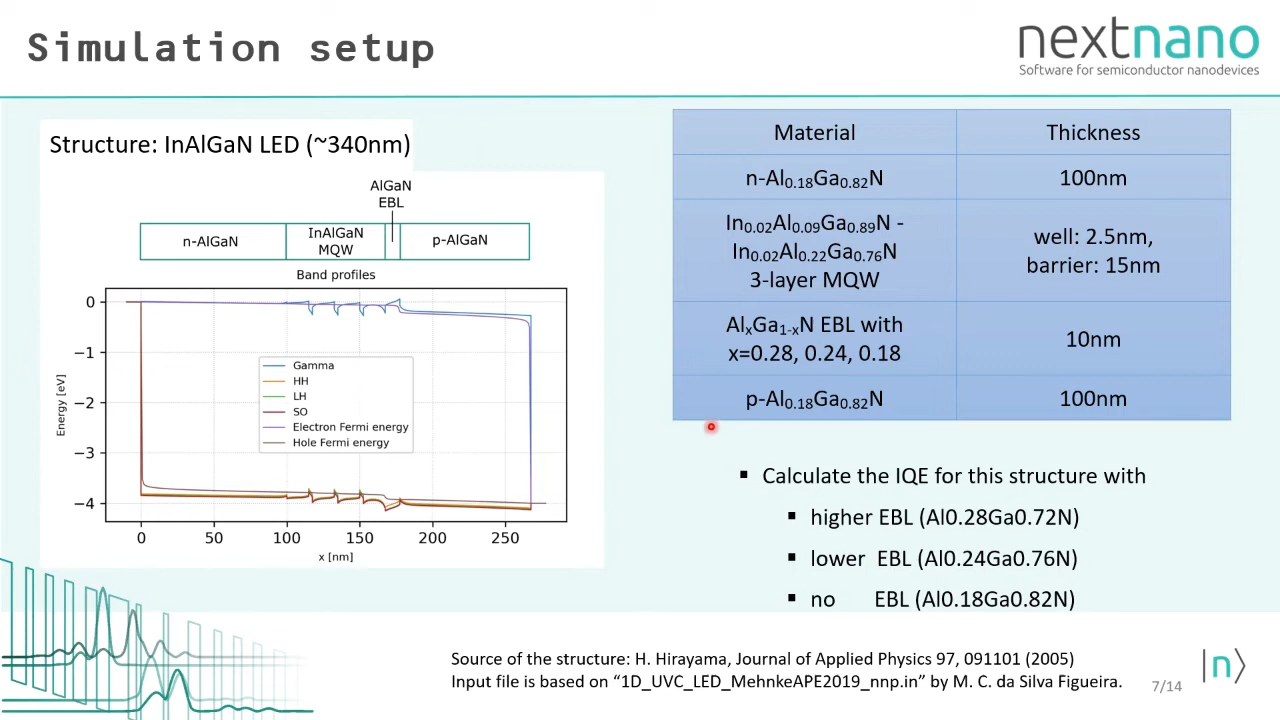 Simulation setup
nextnano
Software for semiconductor nanodevices
Structure: InAlGaN LED (~340nm)
AlGaN
EBL
n-AlGaN
InAlGaN
MQW
p-AlGaN
Band profiles
Energy [eV]
0
−1
−2
−3
−4
Gamma
HH
LH
SO
Electron Fermi energy
Hole Fermi energy
0 50 100 150 200 250
x [nm]
Material Thickness
n-Al0.18Ga0.82N 100nm
In0.02Al0.09Ga0.89N -
In0.02Al0.22Ga0.76N
3-layer MQW
well: 2.5nm,
barrier: 15nm
AlxGa1-xN EBL with
x=0.28, 0.24, 0.18
10nm
p-Al0.18Ga0.82N 100nm
▪ Calculate the IQE for this structure with
▪ higher EBL (Al0.28Ga0.72N)
▪ lower EBL (Al0.24Ga0.76N)
▪ no EBL (Al0.18Ga0.82N)
Source of the structure: H. Hirayama, Journal of Applied Physics 97, 091101 (2005)
Input file is based on “1D_UVC_LED_MehnkeAPE2019_nnp.in” by M. C. da Silva Figueira.
7/14
|n⟩